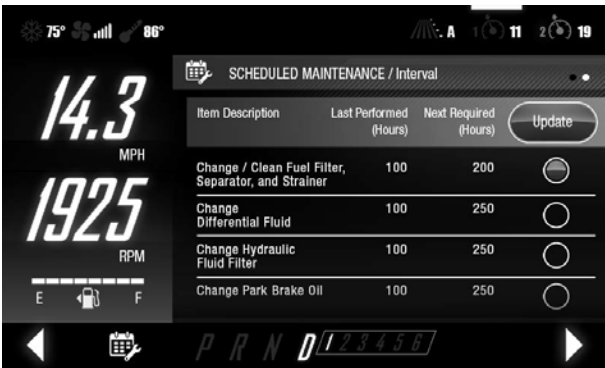 75°
86°
A
1
11
2
19
14.3
MPH
1925
RPM
E
F
SCHEDULED MAINTENANCE / Interval
Item Description
Last Performed
(Hours)
Next Required
(Hours)
Update
Change / Clean Fuel Filter,
Separator, and Strainer
100
200
Change
Differential Fluid
100
250
Change Hydraulic
Fluid Filter
100
250
Change Park Brake Oil
100
250
P R N D 1 2 3 4 5 6